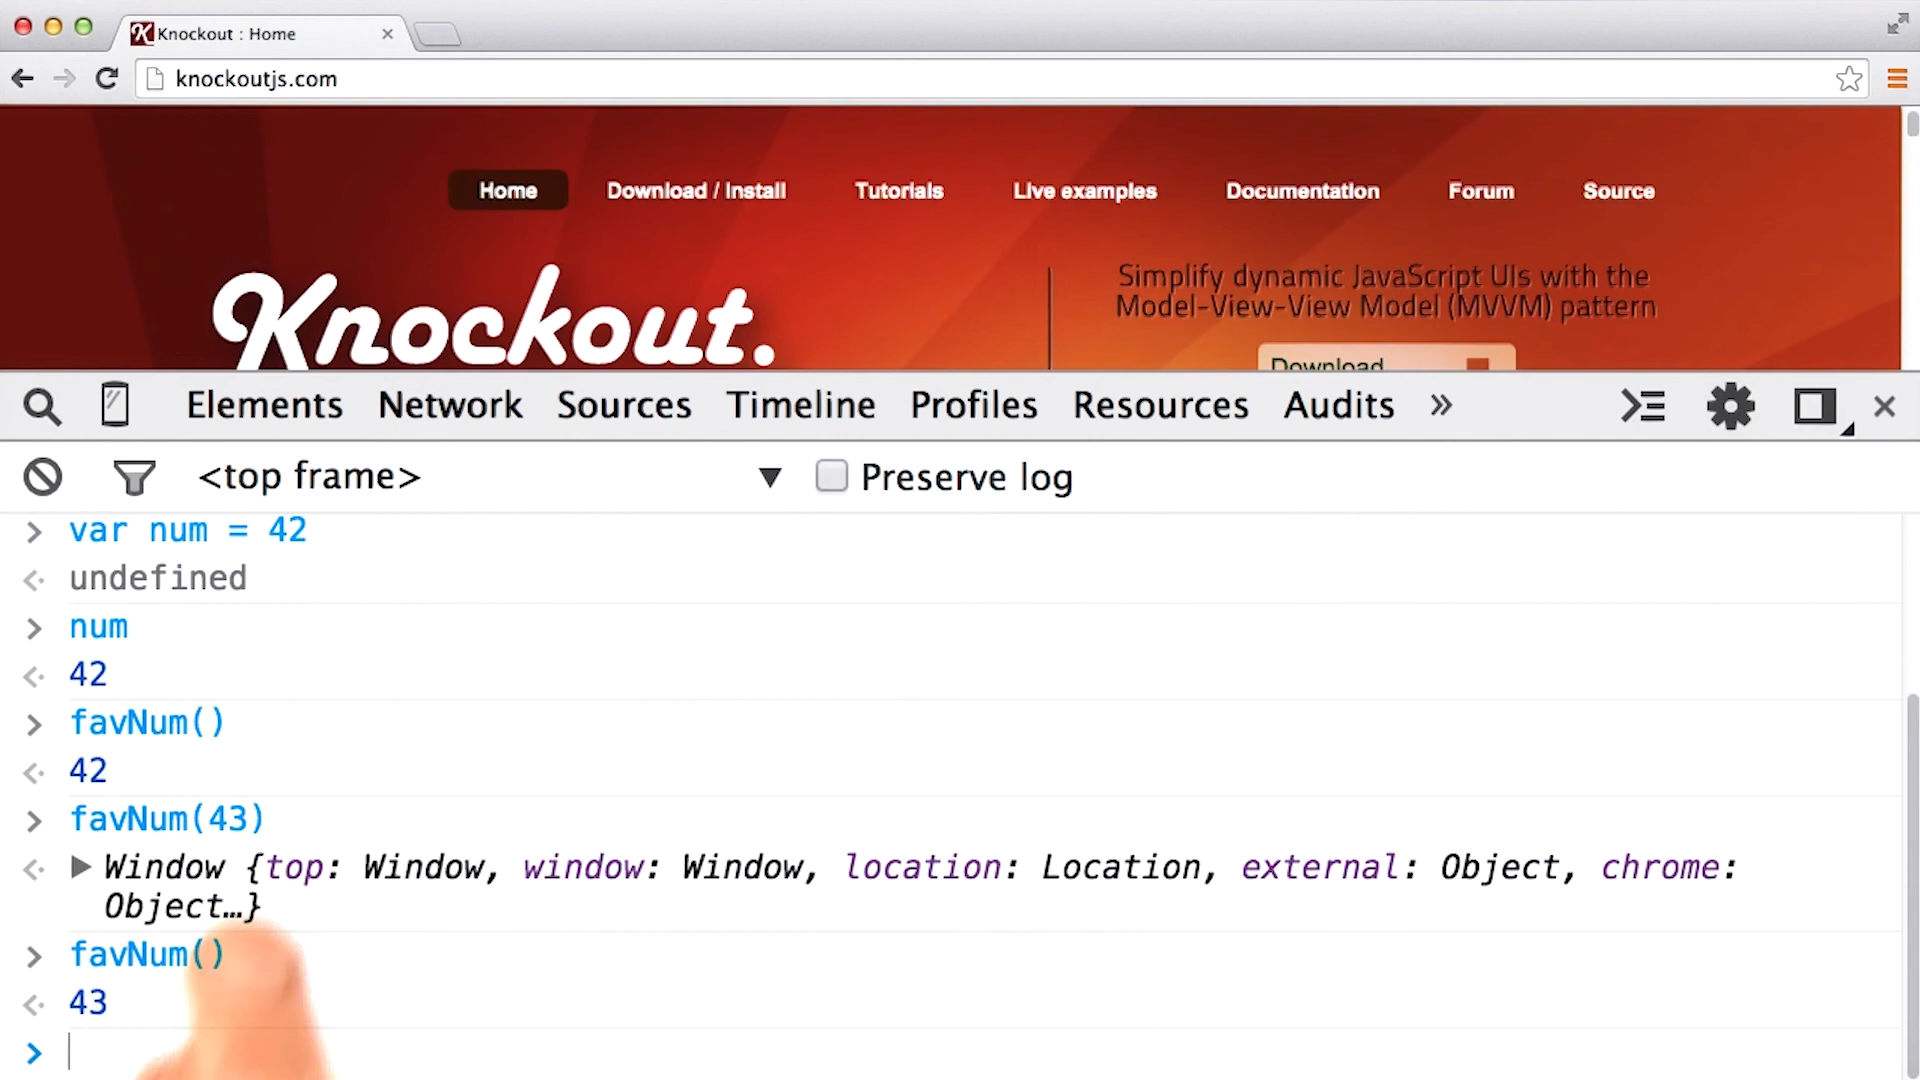 Knockout : Home
knockoutjs.com
Home Download / Install Tutorials Live examples Documentation Forum Source
Knockout.
Simplify dynamic JavaScript UIs with the
Model-View-View Model (MVVM) pattern
Download
Elements Network Sources Timeline Profiles Resources Audits »
<top frame> ▼ Preserve log
> var num = 42
undefined
> num
42
> favNum()
42
> favNum(43)
▶ Window {top: Window, window: Window, location: Location, external: Object, chrome:
Object…}
> favNum()
43
>